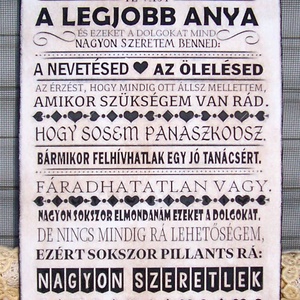 A LEGJOBB ANYA
ÉS EZEKET A DOLGOKAT MIND
NAGYON SZERETEM BENNED:
A NEVETÉSED ♥ AZ ÖLELÉSED
AZ ÉRZÉST, HOGY MINDIG OTT ÁLLSZ MELLETTEM,
AMIKOR SZÜKSÉGEM VAN RÁD.
HOGY SOSEM PANASZKODSZ.
BÁRMIKOR FELHÍVHATLAK EGY JÓ TANÁCSÉRT.
FÁRADHATATLAN VAGY.
NAGYON SOKSZOR ELMONDANÁM EZEKET A DOLGOKAT,
DE NINCS MINDIG RÁ LEHETŐSÉGEM,
EZÉRT SOKSZOR PILLANTS RÁ:
NAGYON SZERETLEK